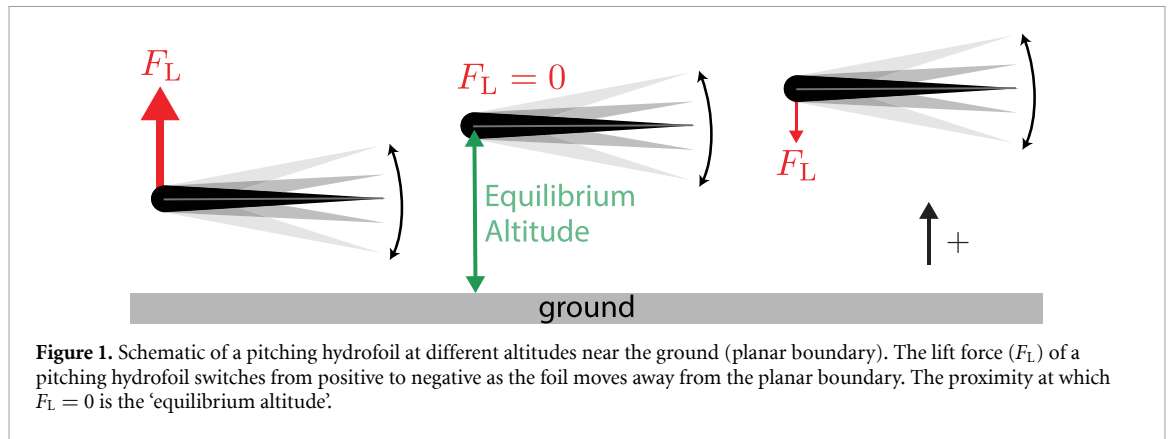 F_L
F_L = 0
F_L
Equilibrium
Altitude
+
ground
Figure 1. Schematic of a pitching hydrofoil at different altitudes near the ground (planar boundary). The lift force (F_L) of a
pitching hydrofoil switches from positive to negative as the foil moves away from the planar boundary. The proximity at which
F_L = 0 is the ‘equilibrium altitude’.